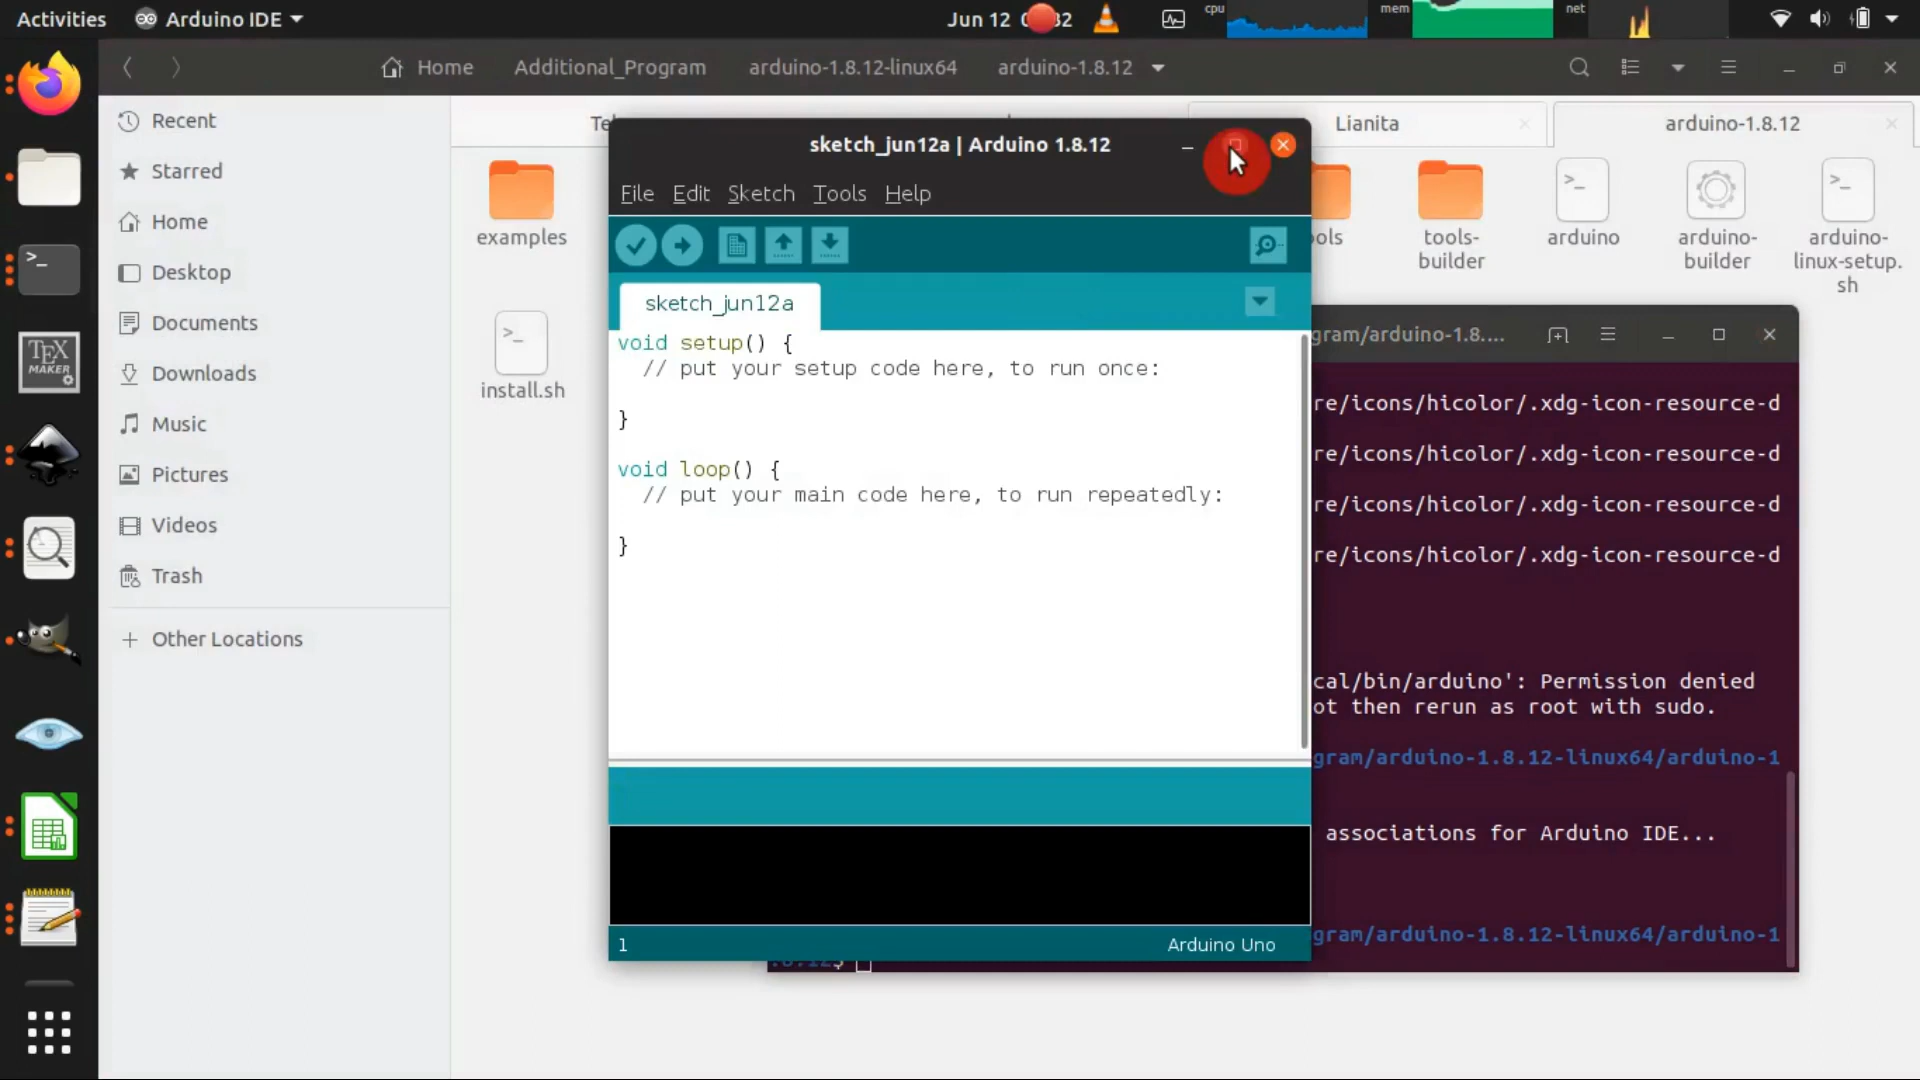 Activities
Arduino IDE
Jun 12
32
cpu
mem
net
Home
Additional_Program
arduino-1.8.12-linux64
arduino-1.8.12
Recent
Starred
Home
Desktop
Documents
Downloads
Music
Pictures
Videos
Trash
Other Locations
Lianita
arduino-1.8.12
examples
install.sh
tools-
builder
arduino
arduino-
builder
arduino-
linux-setup.
sh
sketch_jun12a | Arduino 1.8.12
File Edit Sketch Tools Help
sketch_jun12a
void setup() {
// put your setup code here, to run once:
}
void loop() {
// put your main code here, to run repeatedly:
}
1
Arduino Uno
gram/arduino-1.8....
re/icons/hicolor/.xdg-icon-resource-d
re/icons/hicolor/.xdg-icon-resource-d
re/icons/hicolor/.xdg-icon-resource-d
re/icons/hicolor/.xdg-icon-resource-d
cal/bin/arduino': Permission denied
ot then rerun as root with sudo.
gram/arduino-1.8.12-linux64/arduino-1
associations for Arduino IDE...
gram/arduino-1.8.12-linux64/arduino-1
TEX
MAKER